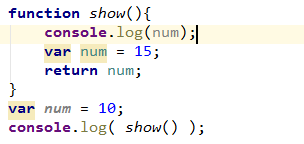 function show(){
    console.log(num);
    var num = 15;
    return num;
}
var num = 10;
console.log( show() );